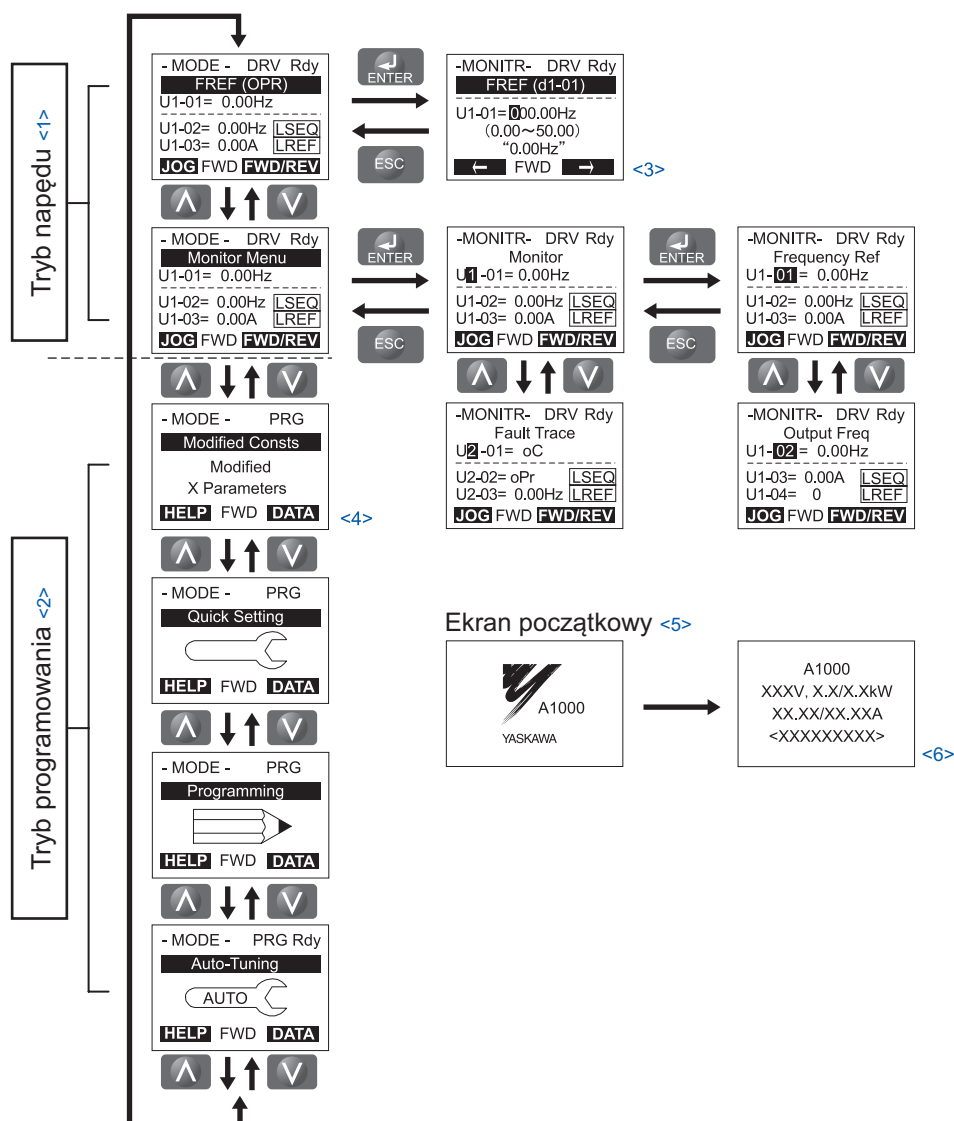 Tryb napędu <1>
- MODE - DRV Rdy
FREF (OPR)
U1-01= 0.00Hz
U1-02= 0.00Hz LSEQ
U1-03= 0.00A LREF
JOG FWD FWD/REV
ENTER
ESC
-MONITR- DRV Rdy
FREF (d1-01)
U1-01= 000.00Hz
(0.00~50.00)
“0.00Hz”
← FWD →
<3>
- MODE - DRV Rdy
Monitor Menu
U1-01= 0.00Hz
U1-02= 0.00Hz LSEQ
U1-03= 0.00A LREF
JOG FWD FWD/REV
ENTER
ESC
-MONITR- DRV Rdy
Monitor
U1 -01= 0.00Hz
U1-02= 0.00Hz LSEQ
U1-03= 0.00A LREF
JOG FWD FWD/REV
ENTER
ESC
-MONITR- DRV Rdy
Frequency Ref
U1- 01 = 0.00Hz
U1-02= 0.00Hz LSEQ
U1-03= 0.00A LREF
JOG FWD FWD/REV
Tryb programowania <2>
- MODE - PRG
Modified Consts
Modified
X Parameters
HELP FWD DATA
<4>
-MONITR- DRV Rdy
Fault Trace
U2 -01= oC
U2-02= oPr LSEQ
U2-03= 0.00Hz LREF
JOG FWD FWD/REV
-MONITR- DRV Rdy
Output Freq
U1- 02 = 0.00Hz
U1-03= 0.00A LSEQ
U1-04= 0 LREF
JOG FWD FWD/REV
- MODE - PRG
Quick Setting
HELP FWD DATA
Ekran początkowy <5>
A1000
YASKAWA
A1000
XXXV, X.X/X.XkW
XX.XX/XX.XXA
<XXXXXXXXX>
<6>
- MODE - PRG
Programming
HELP FWD DATA
- MODE - PRG Rdy
Auto-Tuning
AUTO
HELP FWD DATA